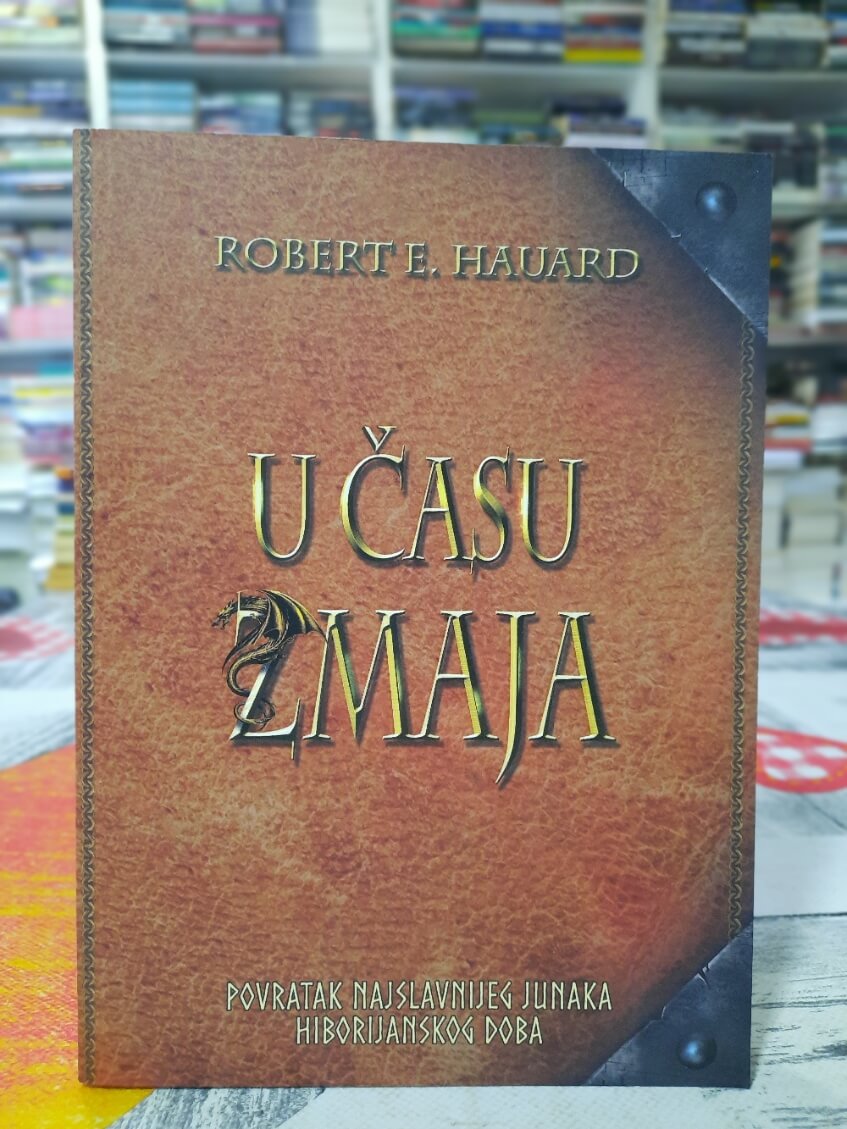 ROBERT E. HAUARD
U ČASU
ZMAJA
POVRATAK NAJSLAVNIJEG JUNAKA
HIBORIJANSKOG DOBA